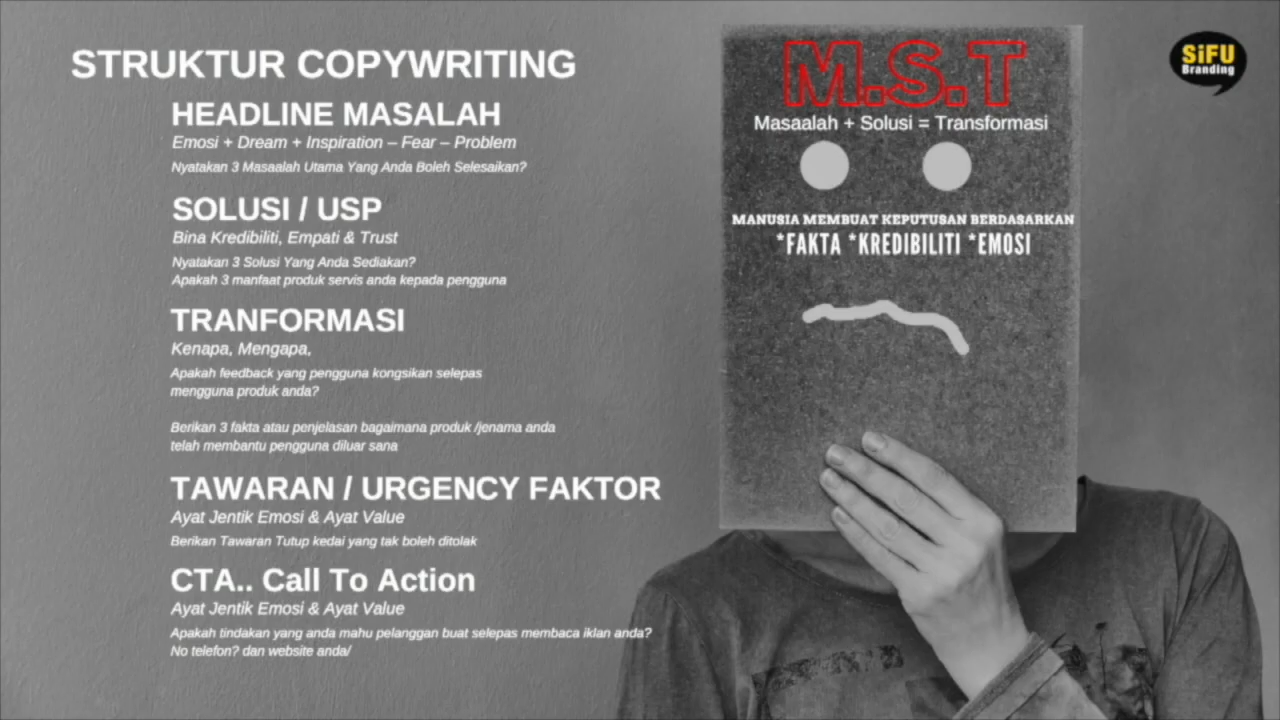 STRUKTUR COPYWRITING
HEADLINE MASALAH
Emosi + Dream + Inspiration – Fear – Problem
Nyatakan 3 Masaalah Utama Yang Anda Boleh Selesaikan?
SOLUSI / USP
Bina Kredibiliti, Empati & Trust
Nyatakan 3 Solusi Yang Anda Sediakan?
Apakah 3 manfaat produk servis anda kepada pengguna
TRANFORMASI
Kenapa, Mengapa,
Apakah feedback yang pengguna kongsikan selepas
mengguna produk anda?
Berikan 3 fakta atau penjelasan bagaimana produk /jenama anda
telah membantu pengguna diluar sana
TAWARAN / URGENCY FAKTOR
Ayat Jentik Emosi & Ayat Value
Berikan Tawaran Tutup kedai yang tak boleh ditolak
CTA.. Call To Action
Ayat Jentik Emosi & Ayat Value
Apakah tindakan yang anda mahu pelanggan buat selepas membaca iklan anda?
No telefon? dan website anda/
M.S.T
Masaalah + Solusi = Transformasi
MANUSIA MEMBUAT KEPUTUSAN BERDASARKAN
*FAKTA *KREDIBILITI *EMOSI
SiFU
Branding